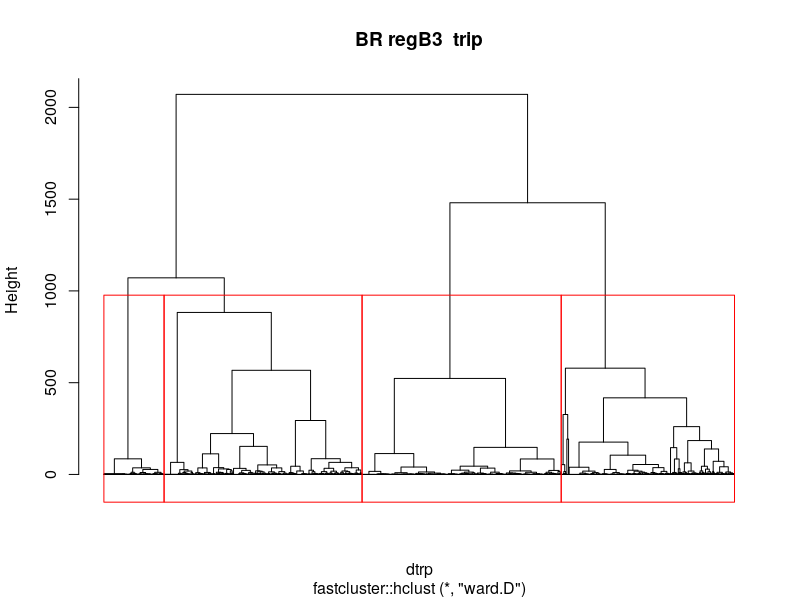 BR regB3  trip
Height
2000
1500
1000
500
0
dtrp
fastcluster::hclust (*, "ward.D")